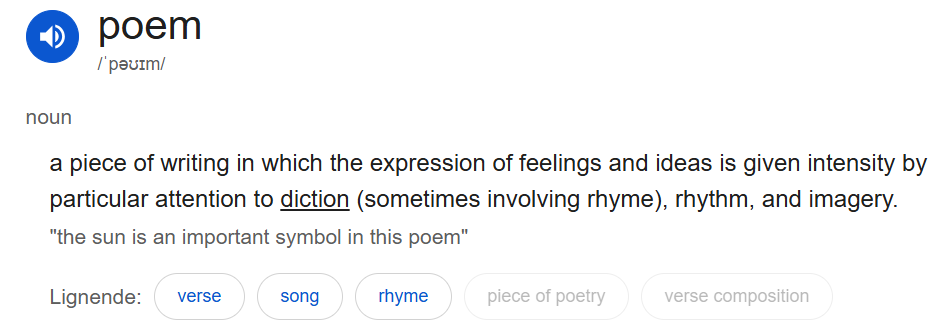 poem
/ˈpəʊɪm/
noun
a piece of writing in which the expression of feelings and ideas is given intensity by
particular attention to diction (sometimes involving rhyme), rhythm, and imagery.
"the sun is an important symbol in this poem"
Lignende: verse song rhyme piece of poetry verse composition